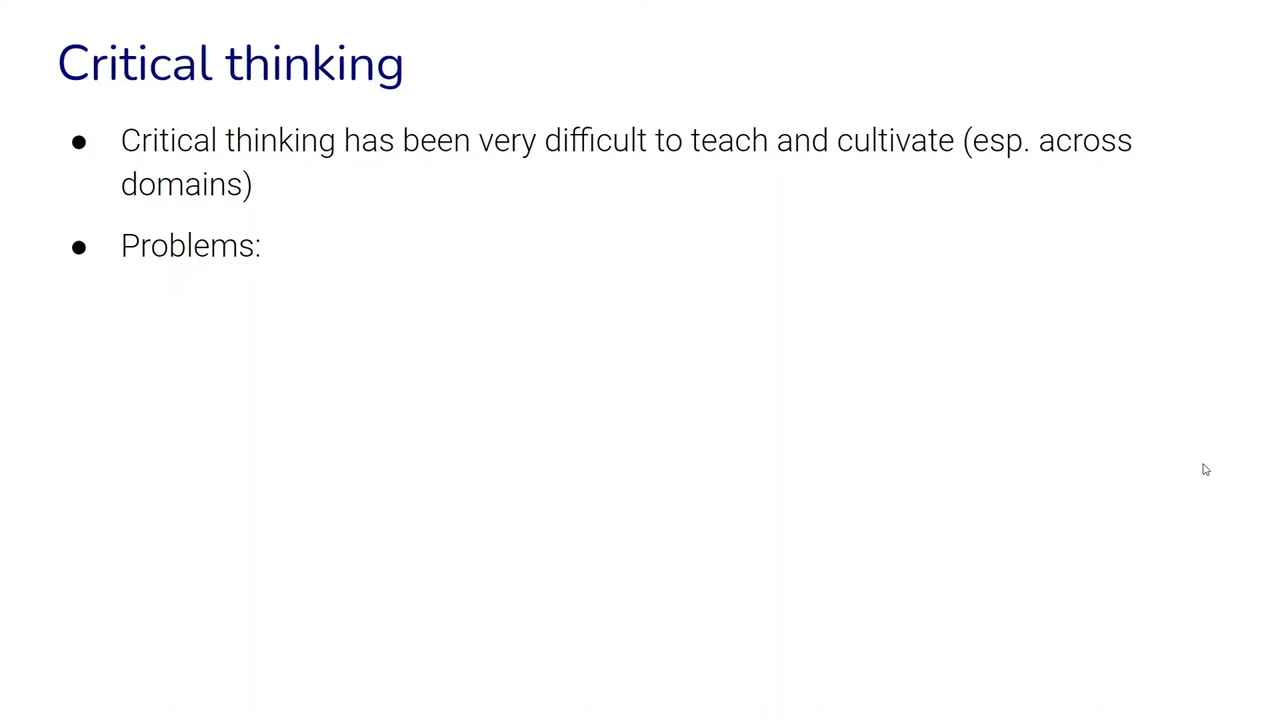 Critical thinking
● Critical thinking has been very difficult to teach and cultivate (esp. across
domains)
● Problems: